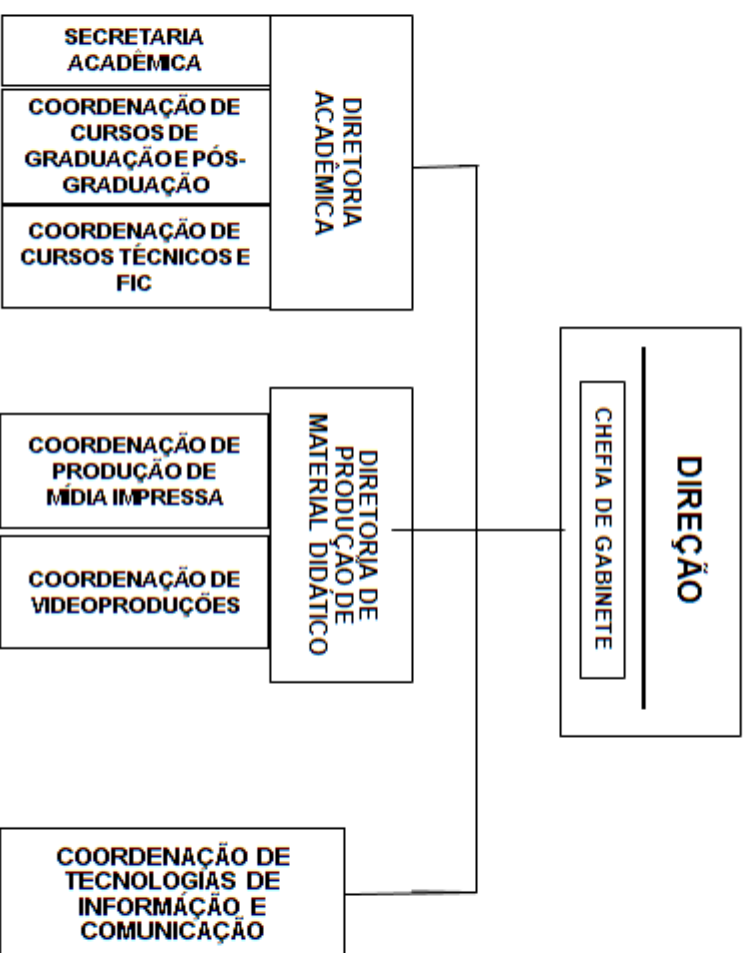 SECRETARIA
ACADÊMICA
COORDENAÇÃO DE
CURSOS DE
GRADUAÇÃO E PÓS-
GRADUAÇÃO
COORDENAÇÃO DE
CURSOS TÉCNICOS E
FIC
DIRETORIA
ACADÊMICA
COORDENAÇÃO DE
PRODUÇÃO DE
MÍDIA IMPRESSA
COORDENAÇÃO DE
VIDEOPRODUÇÕES
DIRETORIA DE
PRODUÇÃO DE
MATERIAL DIDÁTICO
COORDENAÇÃO DE
TECNOLOGIAS DE
INFORMAÇÃO E
COMUNICAÇÃO
DIREÇÃO
CHEFIA DE GABINETE